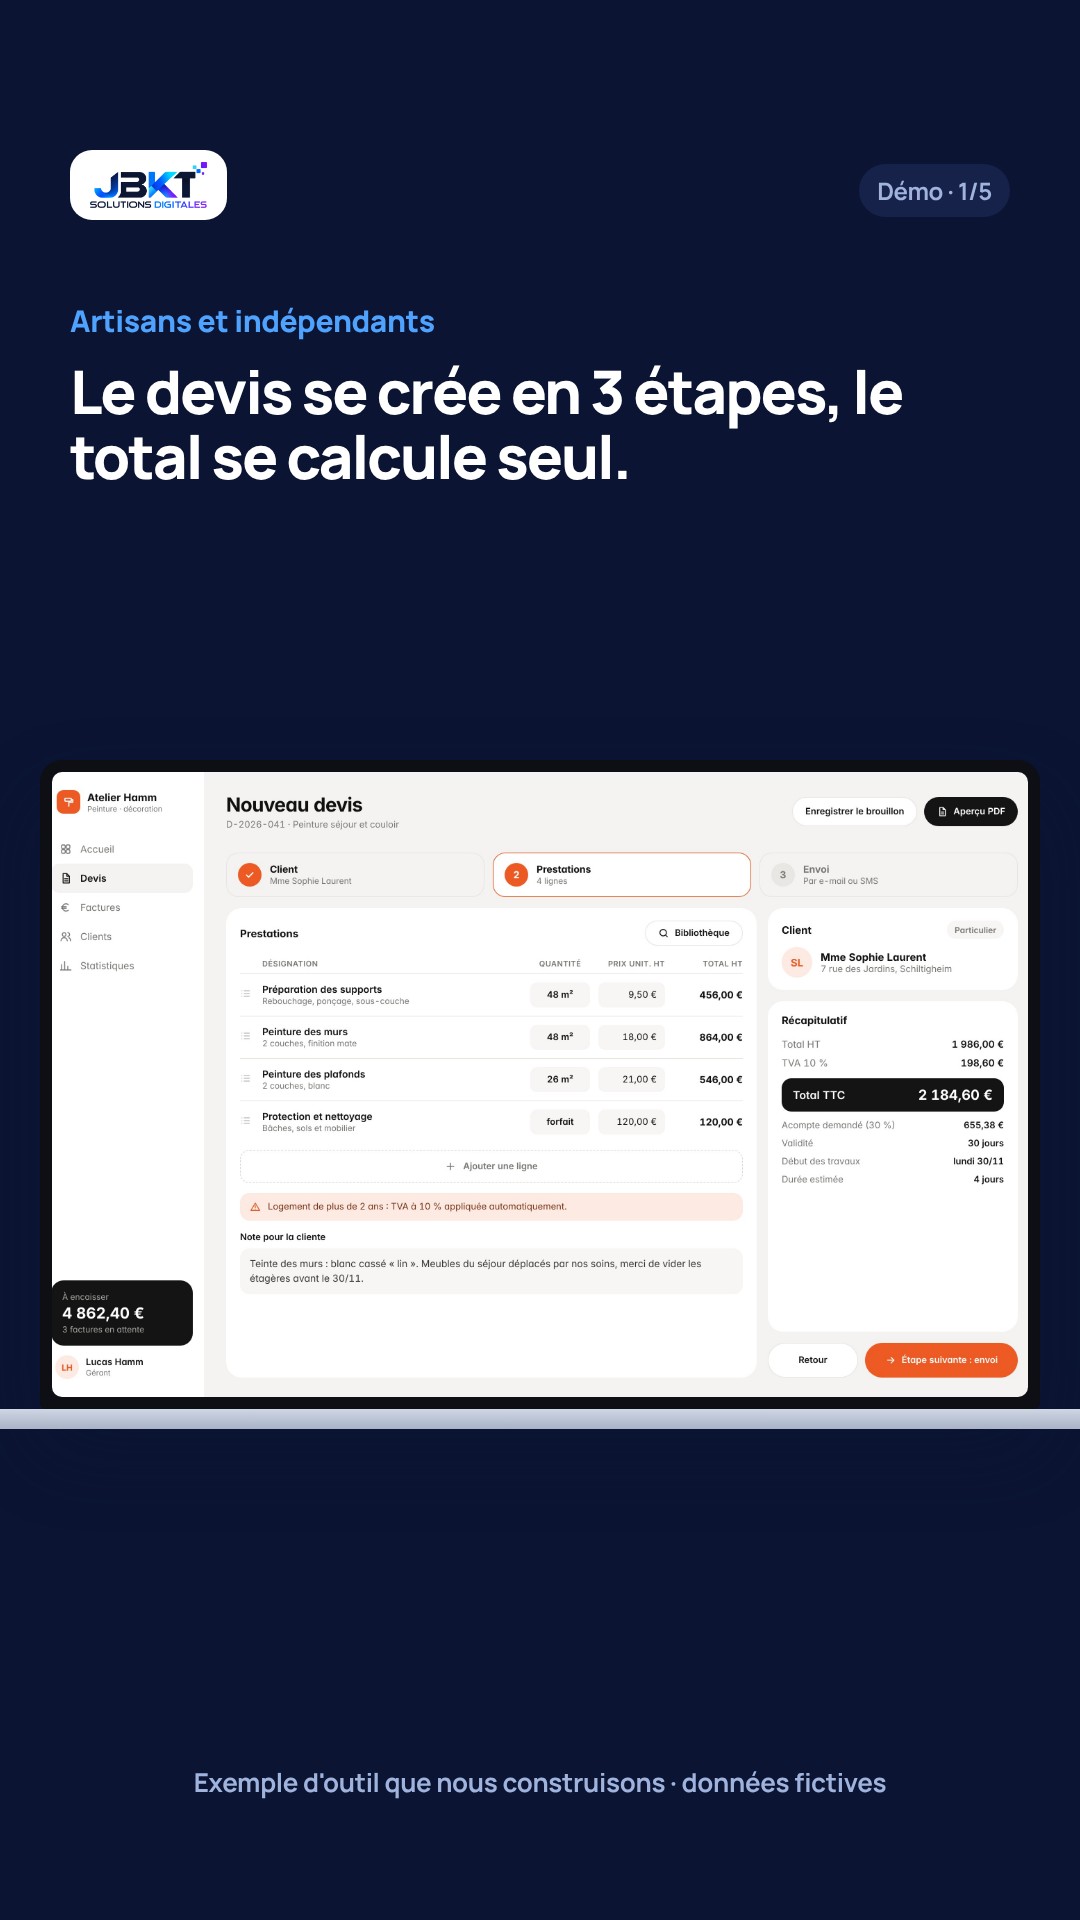 JBKT
SOLUTIONS DIGITALES
Démo · 1/5
Artisans et indépendants
Le devis se crée en 3 étapes, le
total se calcule seul.
Atelier Hamm
Peinture · décoration
Accueil
Devis
Factures
Clients
Statistiques
À encaisser
4 862,40 €
3 factures en attente
LH
Lucas Hamm
Gérant
Nouveau devis
D-2026-041 · Peinture séjour et couloir
Enregistrer le brouillon
Aperçu PDF
Client
Mme Sophie Laurent
2
Prestations
4 lignes
3
Envoi
Par e-mail ou SMS
Prestations
Bibliothèque
DÉSIGNATION QUANTITÉ PRIX UNIT. HT TOTAL HT
Préparation des supports
Rebouchage, ponçage, sous-couche
48 m² 9,50 € 456,00 €
Peinture des murs
2 couches, finition mate
48 m² 18,00 € 864,00 €
Peinture des plafonds
2 couches, blanc
26 m² 21,00 € 546,00 €
Protection et nettoyage
Bâches, sols et mobilier
forfait 120,00 € 120,00 €
Ajouter une ligne
Logement de plus de 2 ans : TVA à 10 % appliquée automatiquement.
Note pour la cliente
Teinte des murs : blanc cassé « lin ». Meubles du séjour déplacés par nos soins, merci de vider les
étagères avant le 30/11.
Client
Particulier
SL
Mme Sophie Laurent
7 rue des Jardins, Schiltigheim
Récapitulatif
Total HT 1 986,00 €
TVA 10 % 198,60 €
Total TTC 2 184,60 €
Acompte demandé (30 %) 655,38 €
Validité 30 jours
Début des travaux lundi 30/11
Durée estimée 4 jours
Retour
Étape suivante : envoi
Exemple d'outil que nous construisons · données fictives